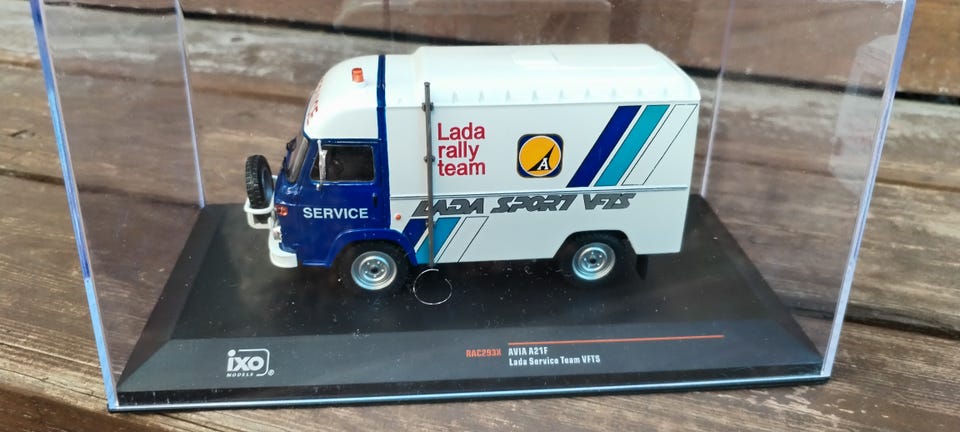 Lada
rally
team
A
SERVICE
LADA SPORT VFTS
ixo
MODELS
RAC293X AVIA A21F
Lada Service Team VFTS